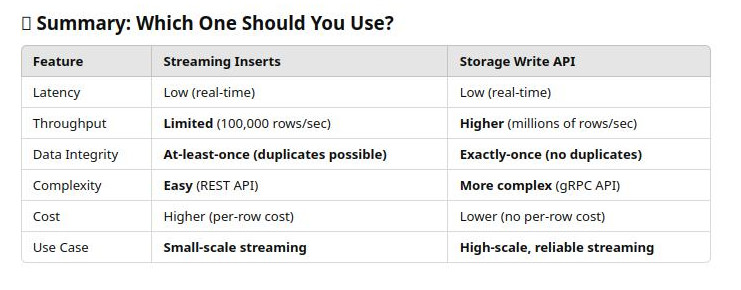 Summary: Which One Should You Use?
Feature Streaming Inserts Storage Write API
Latency Low (real-time) Low (real-time)
Throughput Limited (100,000 rows/sec) Higher (millions of rows/sec)
Data Integrity At-least-once (duplicates possible) Exactly-once (no duplicates)
Complexity Easy (REST API) More complex (gRPC API)
Cost Higher (per-row cost) Lower (no per-row cost)
Use Case Small-scale streaming High-scale, reliable streaming